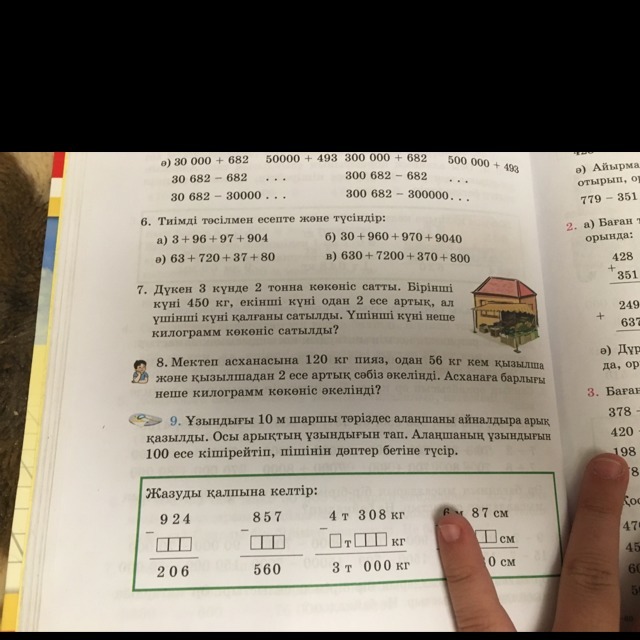 ә) 30 000 + 682 50000 + 493 300 000 + 682 500 000 + 493
30 682 − 682 . . . 300 682 − 682 . . .
30 682 − 30000 . . . 300 682 − 300000 . . .
6. Тиімді тәсілмен есепте және түсіндір:
а) 3 + 96 + 97 + 904 б) 30 + 960 + 970 + 9040
ә) 63 + 720 + 37 + 80 в) 630 + 7200 + 370 + 800
7. Дүкен 3 күнде 2 тонна көкөніс сатты. Бірінші
күні 450 кг, екінші күні одан 2 есе артық, ал
үшінші күні қалғаны сатылды. Үшінші күні неше
килограмм көкөніс сатылды?
8. Мектеп асханасына 120 кг пияз, одан 56 кг кем қызылша
және қызылшадан 2 есе артық сәбіз әкелінді. Асханаға барлығы
неше килограмм көкөніс әкелінді?
9. Ұзындығы 10 м шаршы тәріздес алаңшаны айналдыра арық
қазылды. Осы арықтың ұзындығын тап. Алаңшаның ұзындығын
100 есе кішірейтіп, пішінін дәптер бетіне түсір.
Жазуды қалпына келтір:
924 857 4 т 308 кг 6 87 см
− □□□ − □□□ − □ т □□□ кг □ см
206 560 3 т 000 кг 0 см
ә) Айырма
отырып,
779 − 351
2. а) Баған
орында:
428
+
351
249
+
637
ә)
да,
3. Баған
378 −
420
198